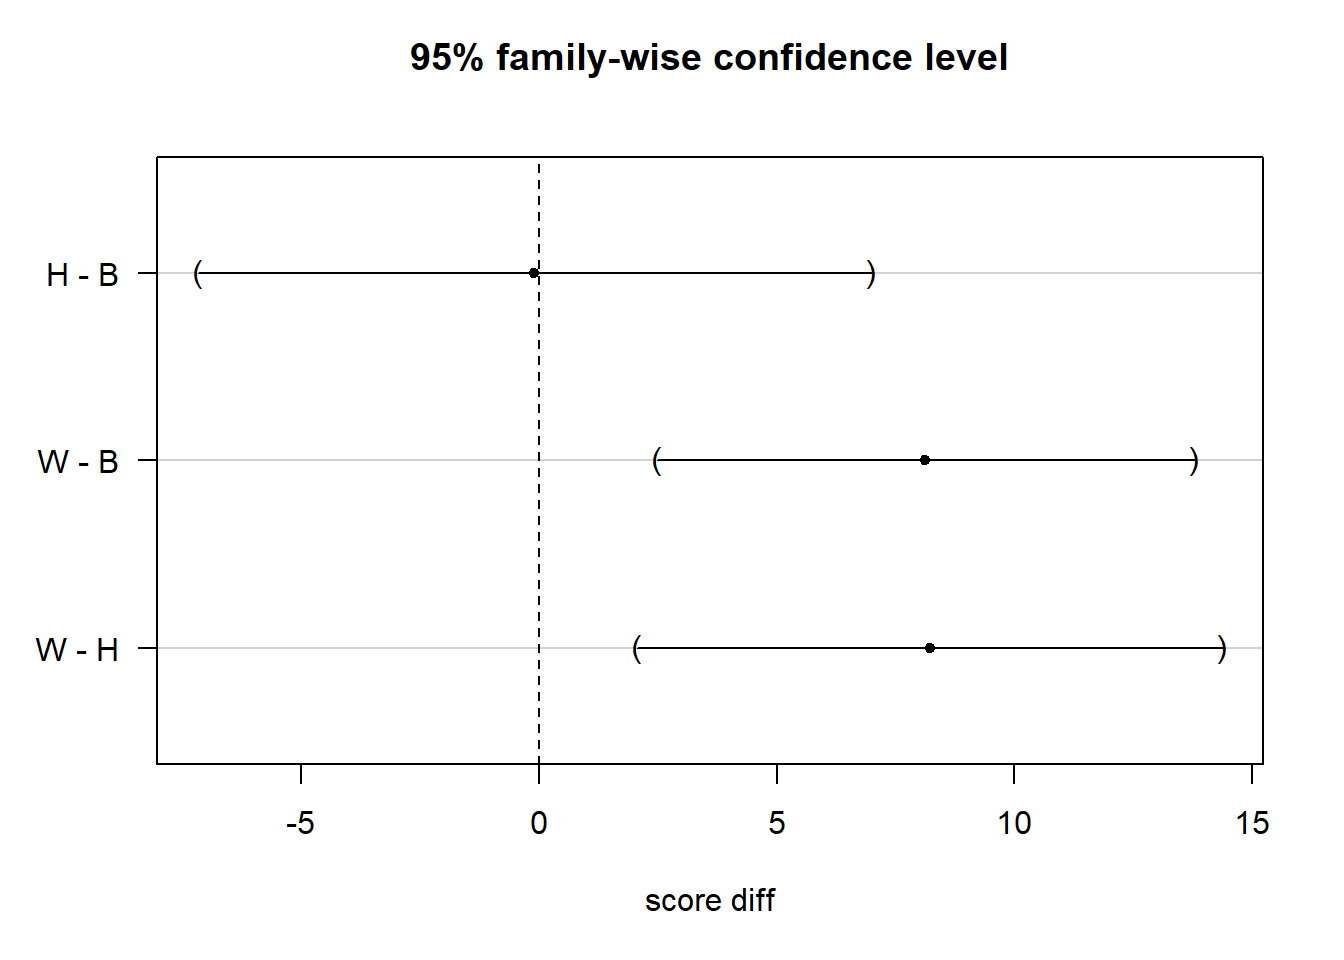 95% family-wise confidence level
H - B
W - B
W - H
-5 0 5 10 15
score diff